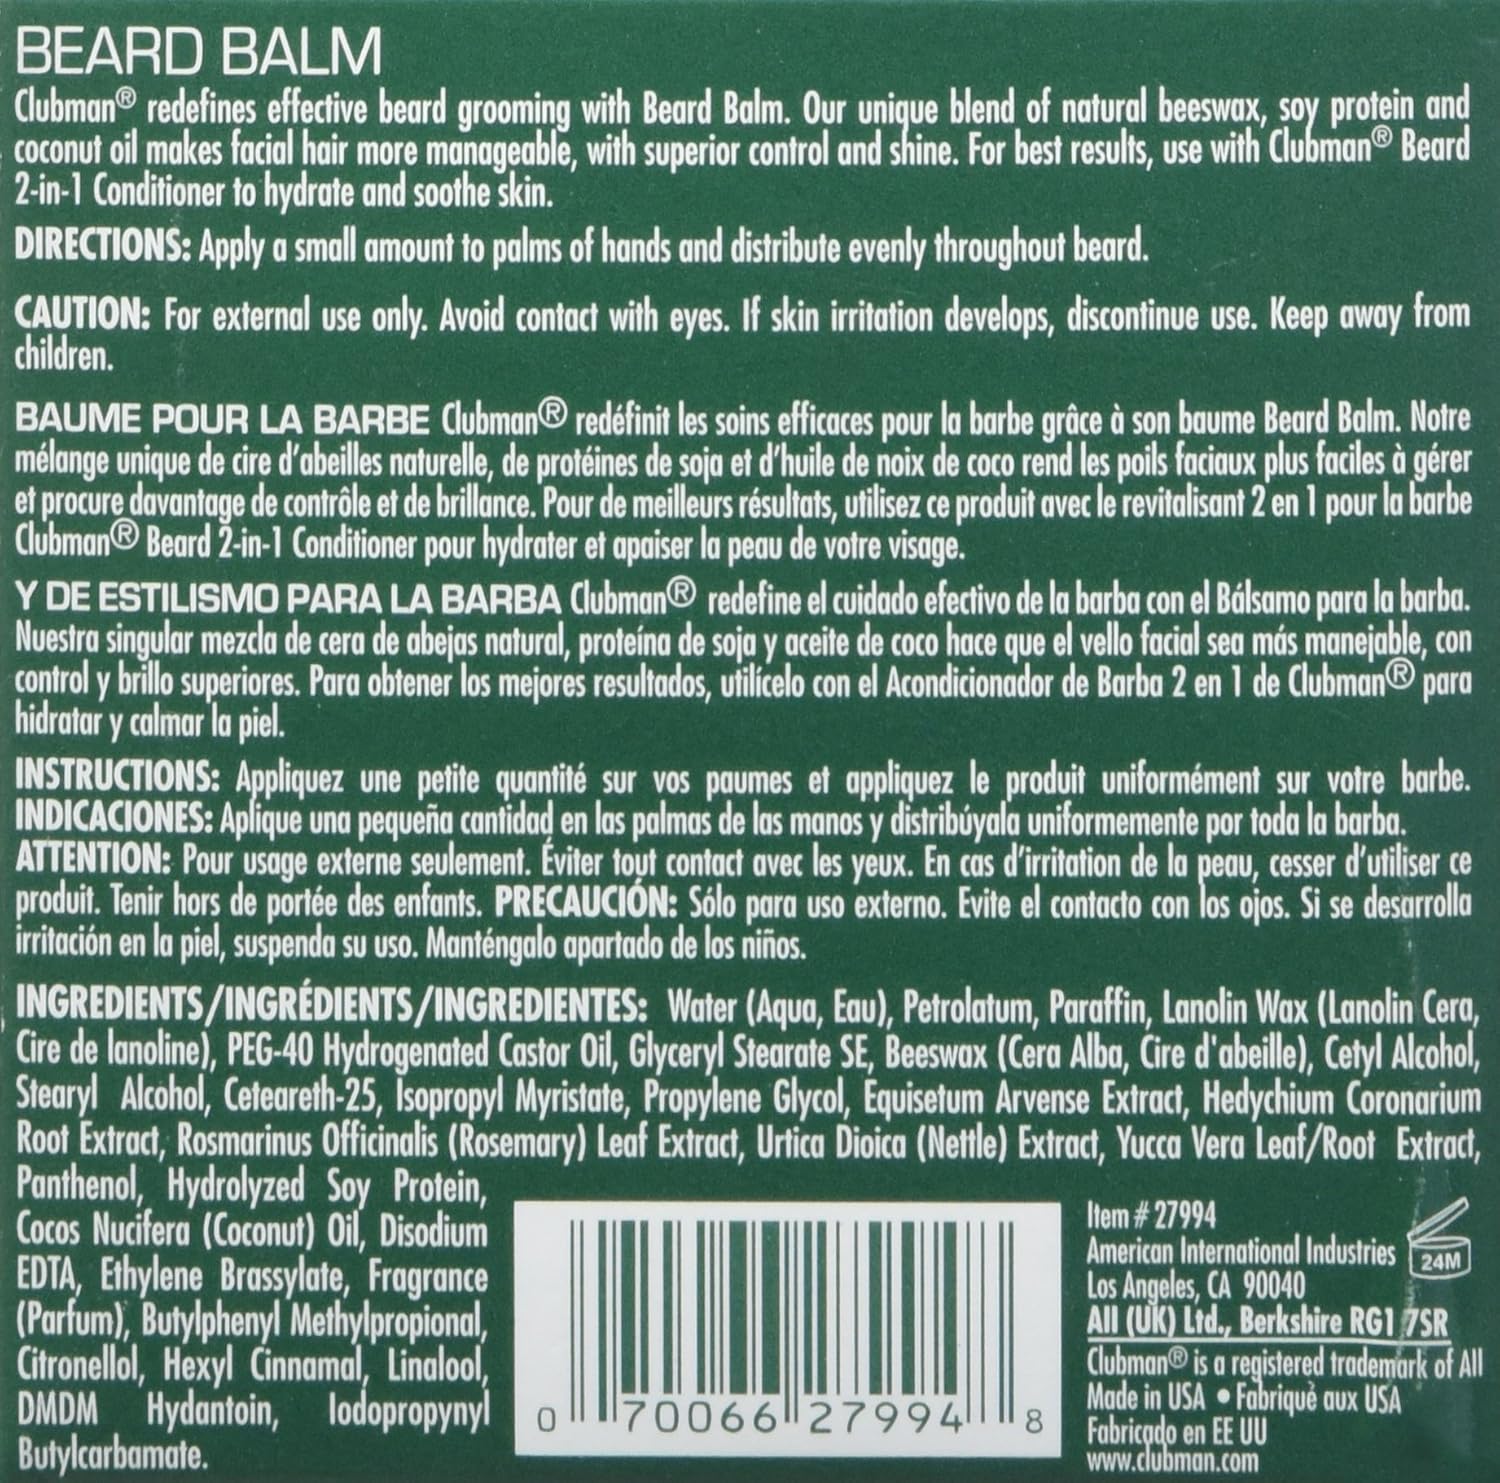 BEARD BALM
Clubman® redefines effective beard grooming with Beard Balm. Our unique blend of natural beeswax, soy protein and
coconut oil makes facial hair more manageable, with superior control and shine. For best results, use with Clubman® Beard
2-in-1 Conditioner to hydrate and soothe skin.
DIRECTIONS: Apply a small amount to palms of hands and distribute evenly throughout beard.
CAUTION: For external use only. Avoid contact with eyes. If skin irritation develops, discontinue use. Keep away from
children.
BAUME POUR LA BARBE Clubman® redéfinit les soins efficaces pour la barbe grâce à son baume Beard Balm. Notre
mélange unique de cire d'abeilles naturelle, de protéines de soja et d'huile de noix de coco rend les poils faciaux plus faciles à gérer
et procure davantage de contrôle et de brillance. Pour de meilleurs résultats, utilisez ce produit avec le revitalisant 2 en 1 pour la barbe
Clubman® Beard 2-in-1 Conditioner pour hydrater et apaiser la peau de votre visage.
Y DE ESTILISMO PARA LA BARBA Clubman® redefine el cuidado efectivo de la barba con el Bálsamo para la barba.
Nuestra singular mezcla de cera de abejas natural, proteína de soja y aceite de coco hace que el vello facial sea más manejable, con
control y brillo superiores. Para obtener los mejores resultados, utilícelo con el Acondicionador de Barba 2 en 1 de Clubman® para
hidratar y calmar la piel.
INSTRUCTIONS: Appliquez une petite quantité sur vos paumes et appliquez le produit uniformément sur votre barbe.
INDICACIONES: Aplique una pequeña cantidad en las palmas de las manos y distribúyala uniformemente por toda la barba.
ATTENTION: Pour usage externe seulement. Éviter tout contact avec les yeux. En cas d'irritation de la peau, cesser d'utiliser ce
produit. Tenir hors de portée des enfants. PRECAUCIÓN: Sólo para uso externo. Evite el contacto con los ojos. Si se desarrolla
irritación en la piel, suspenda su uso. Manténgalo apartado de los niños.
INGREDIENTS/INGRÉDIENTS/INGREDIENTES: Water (Aqua, Eau), Petrolatum, Paraffin, Lanolin Wax (Lanolin Cera,
Cire de lanoline), PEG-40 Hydrogenated Castor Oil, Glyceryl Stearate SE, Beeswax (Cera Alba, Cire d'abeille), Cetyl Alcohol,
Stearyl Alcohol, Ceteareth-25, Isopropyl Myristate, Propylene Glycol, Equisetum Arvense Extract, Hedychium Coronarium
Root Extract, Rosmarinus Officinalis (Rosemary) Leaf Extract, Urtica Dioica (Nettle) Extract, Yucca Vera Leaf/Root Extract,
Panthenol, Hydrolyzed Soy Protein,
Cocos Nucifera (Coconut) Oil, Disodium
EDTA, Ethylene Brassylate, Fragrance
(Parfum), Butylphenyl Methylpropional,
Citronellol, Hexyl Cinnamal, Linalool,
DMDM Hydantoin, Iodopropynyl
Butylcarbamate.
0 70066 27994 8
Item # 27994
American International Industries
Los Angeles, CA 90040
24M
AII (UK) Ltd., Berkshire RG1 7SR
Clubman® is a registered trademark of AII
Made in USA • Fabriqué aux USA
Fabricado en EE UU
www.clubman.com